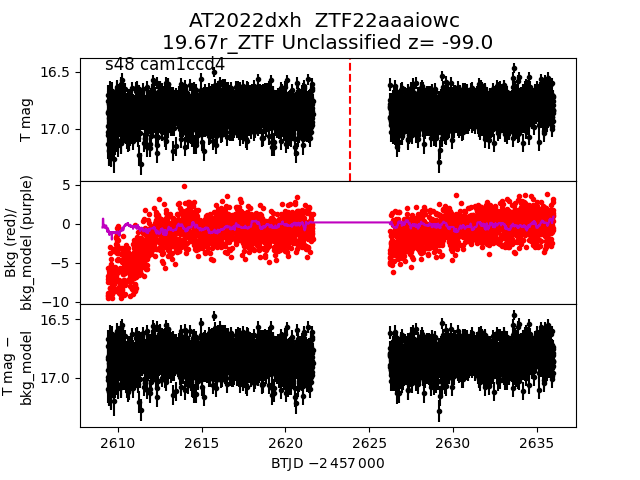 AT2022dxh  ZTF22aaaiowc
19.67r_ZTF Unclassified z= -99.0
s48 cam1ccd4
16.5
17.0
T mag
5
0
−5
−10
Bkg (red)/
bkg_model (purple)
16.5
17.0
T mag −
bkg_model
2610 2615 2620 2625 2630 2635
BTJD −2 457 000